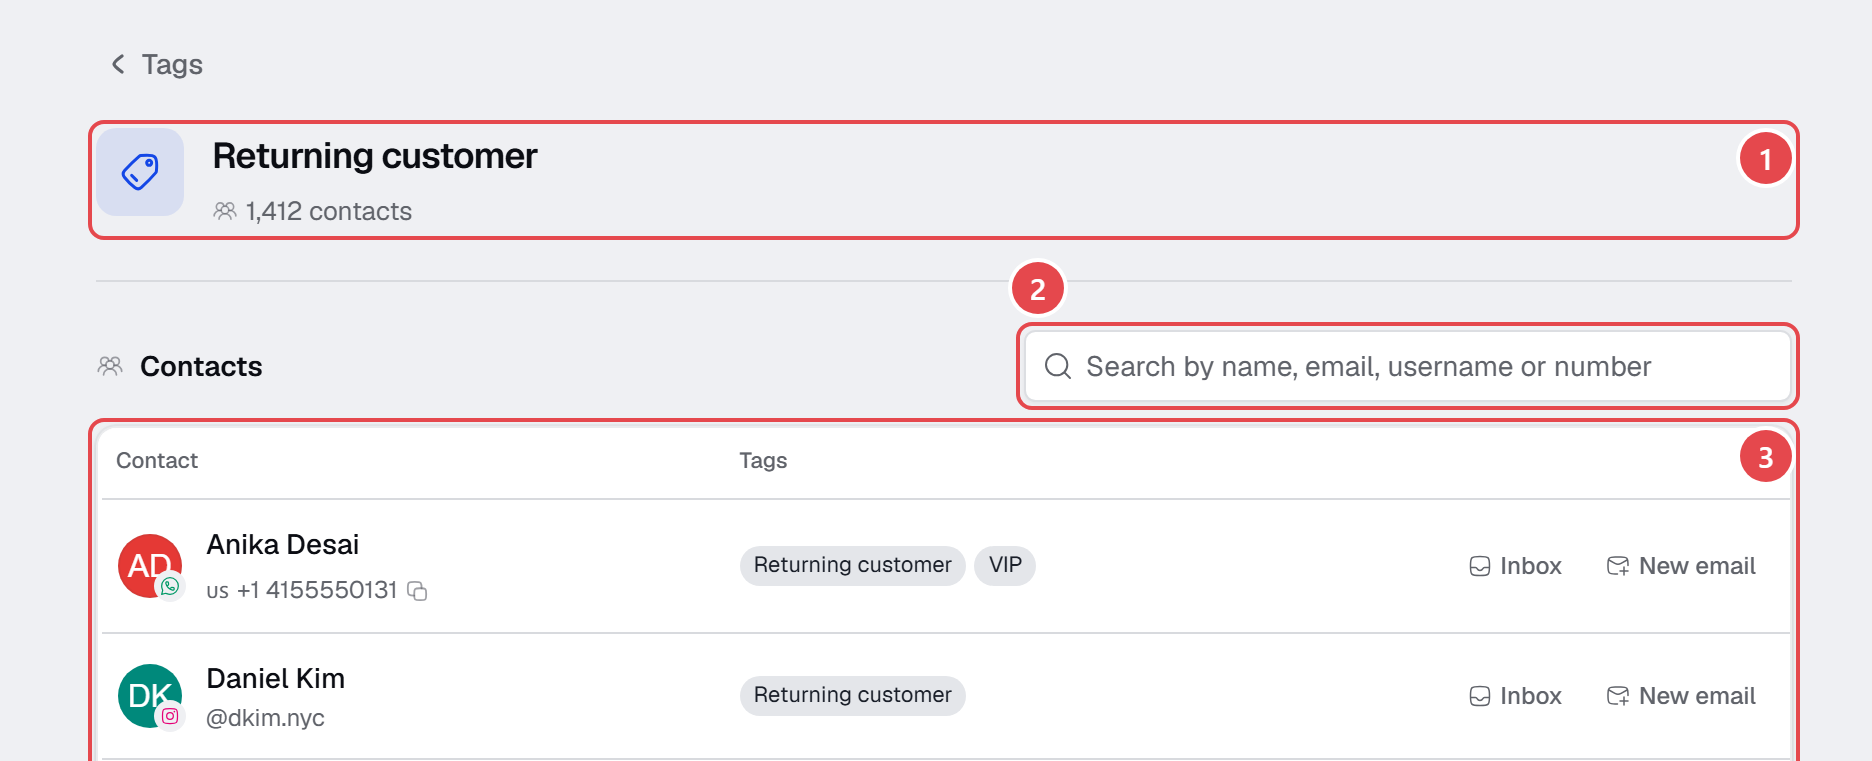 Tags
Returning customer
1
1,412 contacts
2
Contacts
Search by name, email, username or number
Contact Tags
3
AD
Anika Desai
US +1 4155550131
Returning customer VIP
Inbox New email
DK
Daniel Kim
@dkim.nyc
Returning customer
Inbox New email